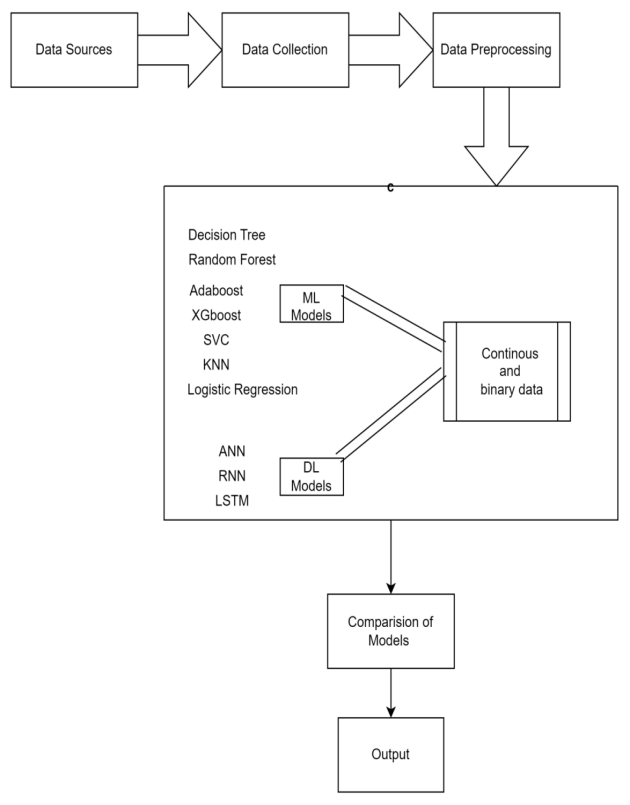 Data Sources
Data Collection
Data Preprocessing
C
Decision Tree
Random Forest
Adaboost
XGboost
SVC
KNN
Logistic Regression
ML
Models
Continous
and
binary data
ANN
RNN
LSTM
DL
Models
Comparision of
Models
Output